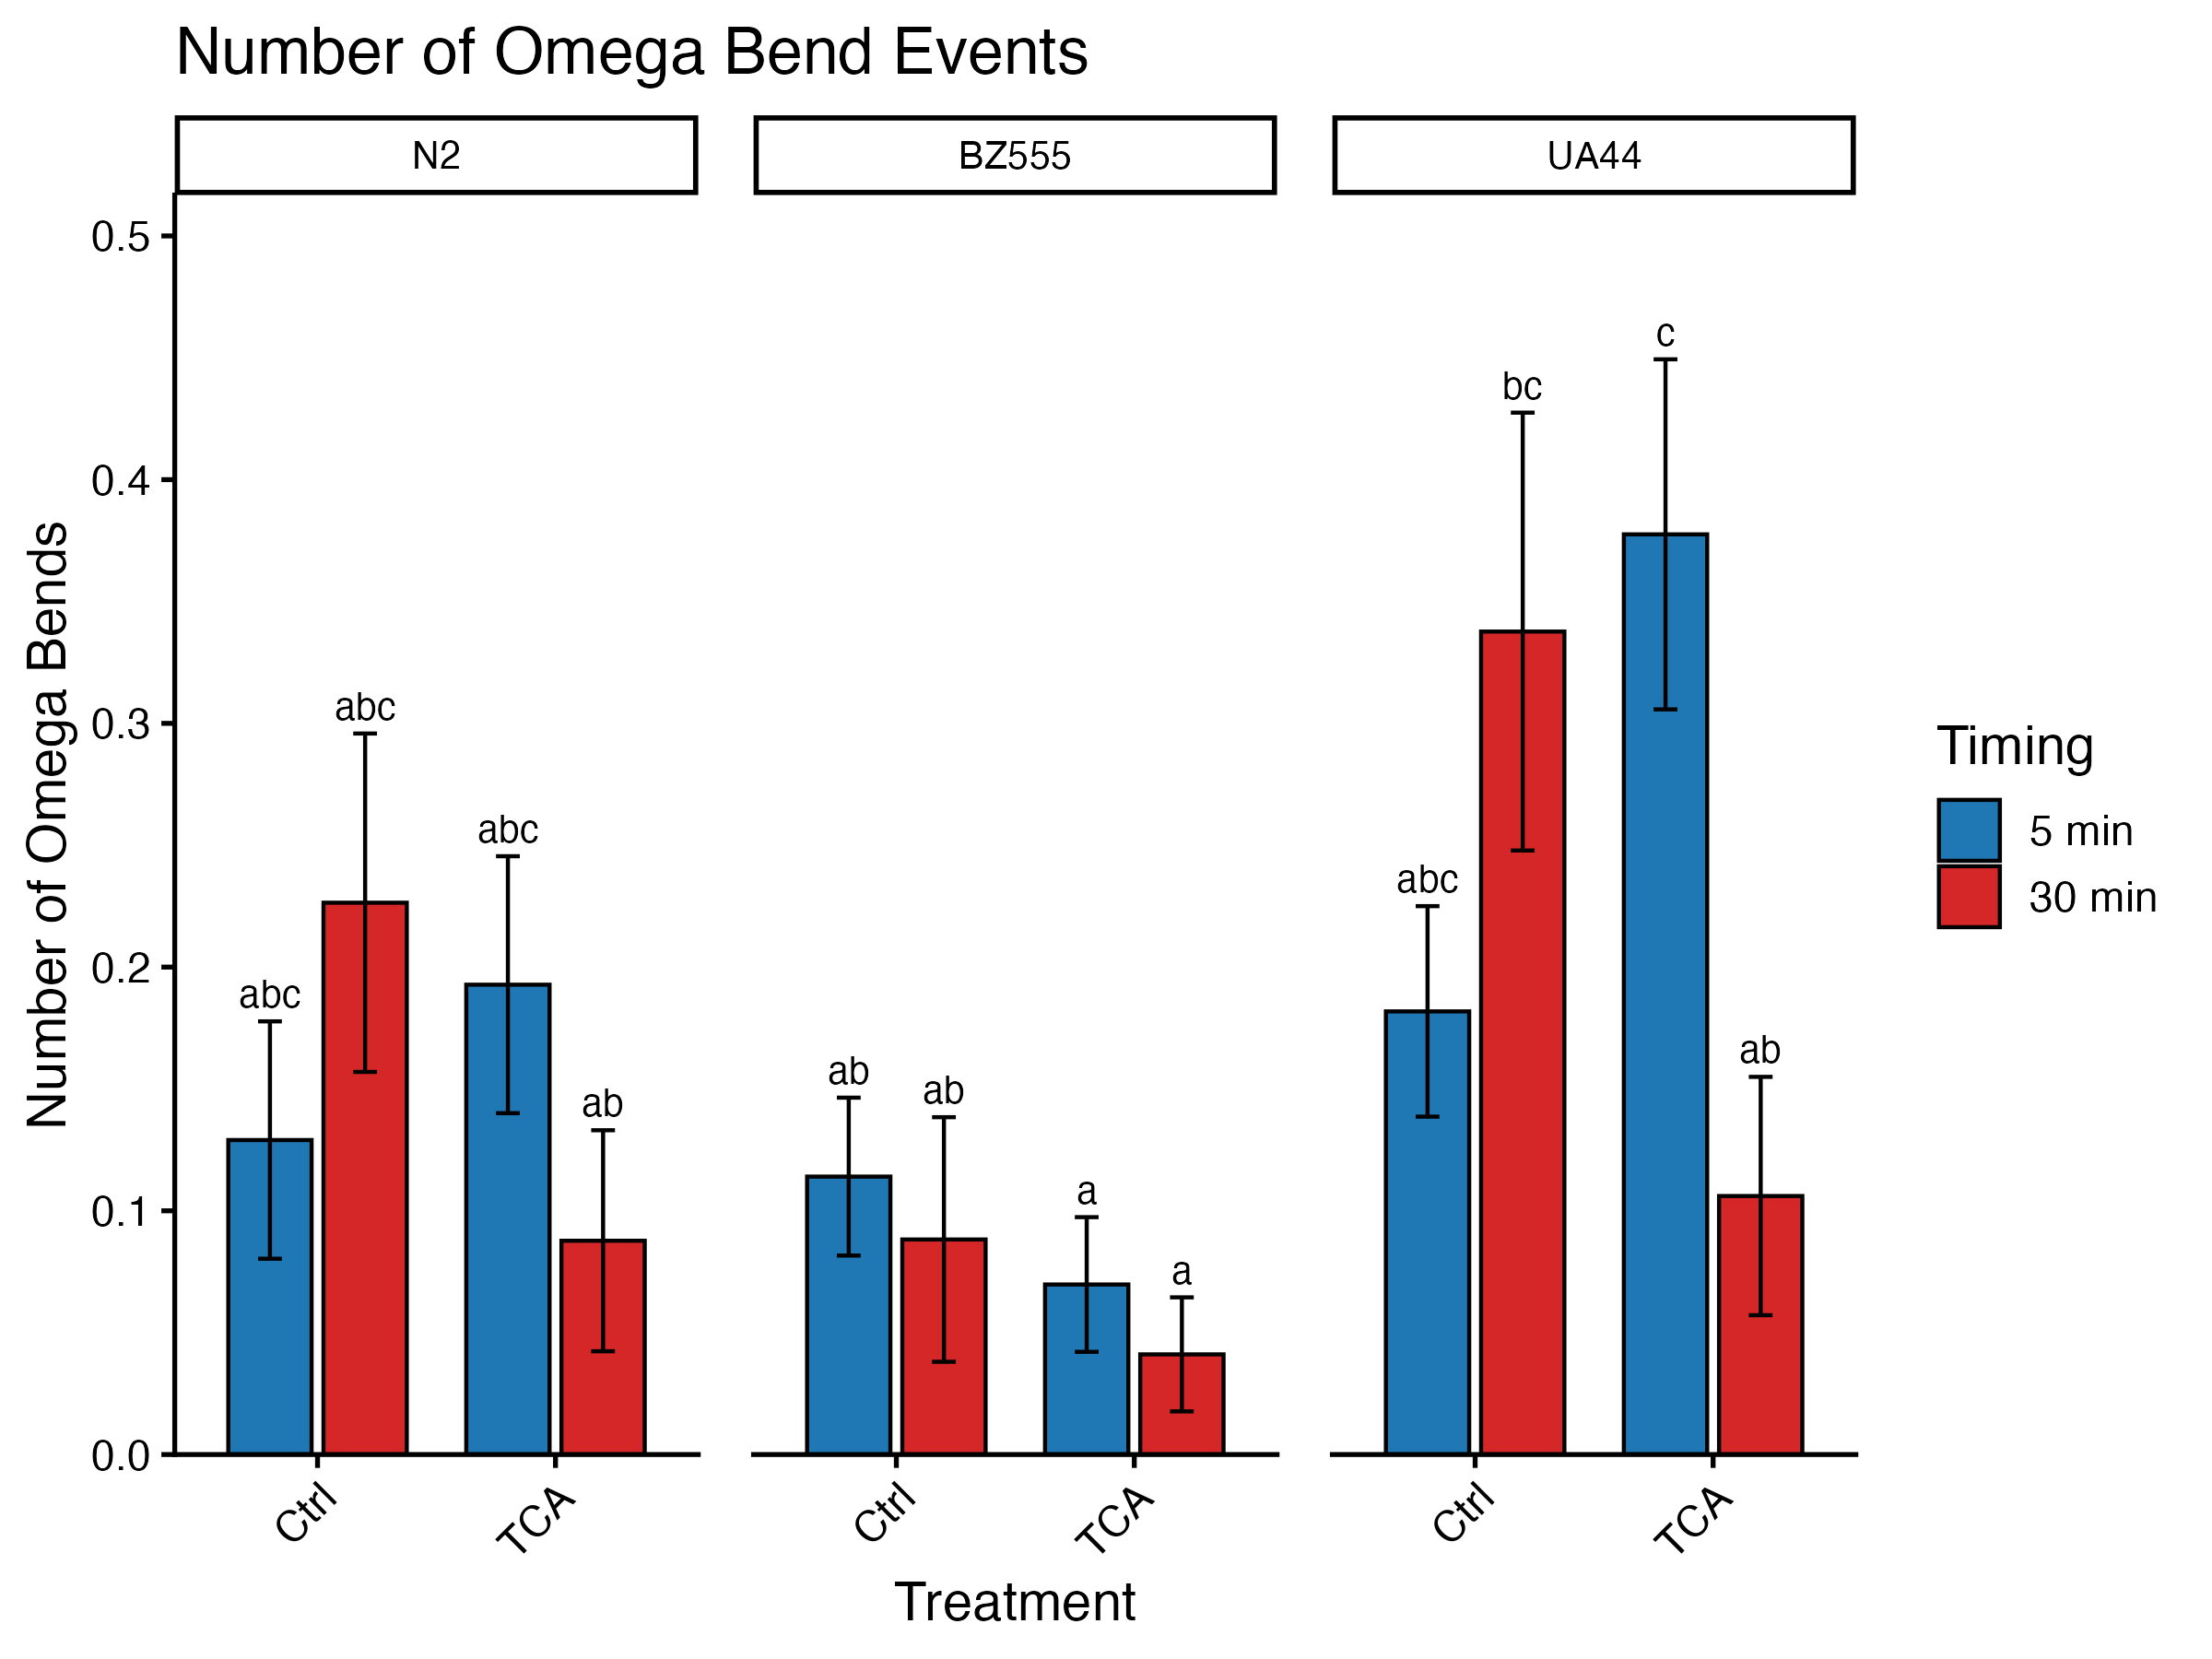 Number of Omega Bend Events
N2
BZ555
UA44
Number of Omega Bends
0.5
0.4
0.3
0.2
0.1
0.0
abc
abc
abc
ab
ab
ab
a
a
abc
bc
c
ab
Ctrl
TCA
Ctrl
TCA
Ctrl
TCA
Treatment
Timing
5 min
30 min